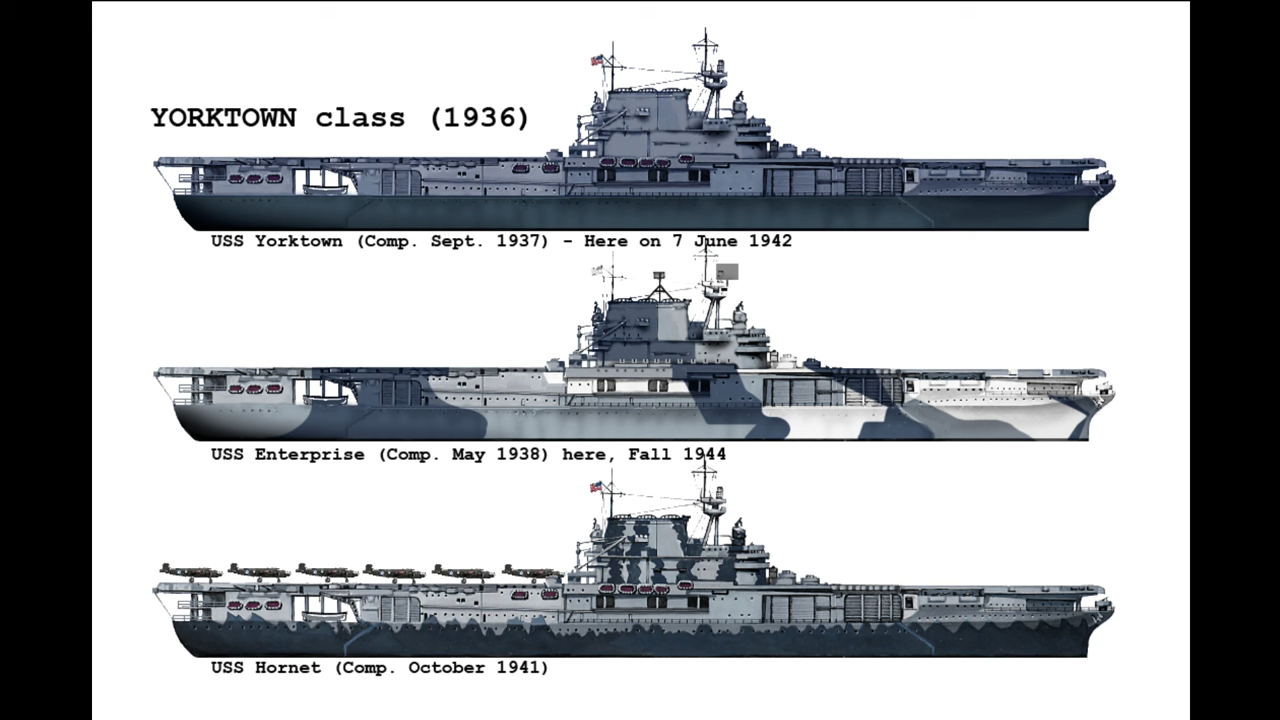 YORKTOWN class (1936)
USS Yorktown (Comp. Sept. 1937) - Here on 7 June 1942
USS Enterprise (Comp. May 1938) here, Fall 1944
USS Hornet (Comp. October 1941)